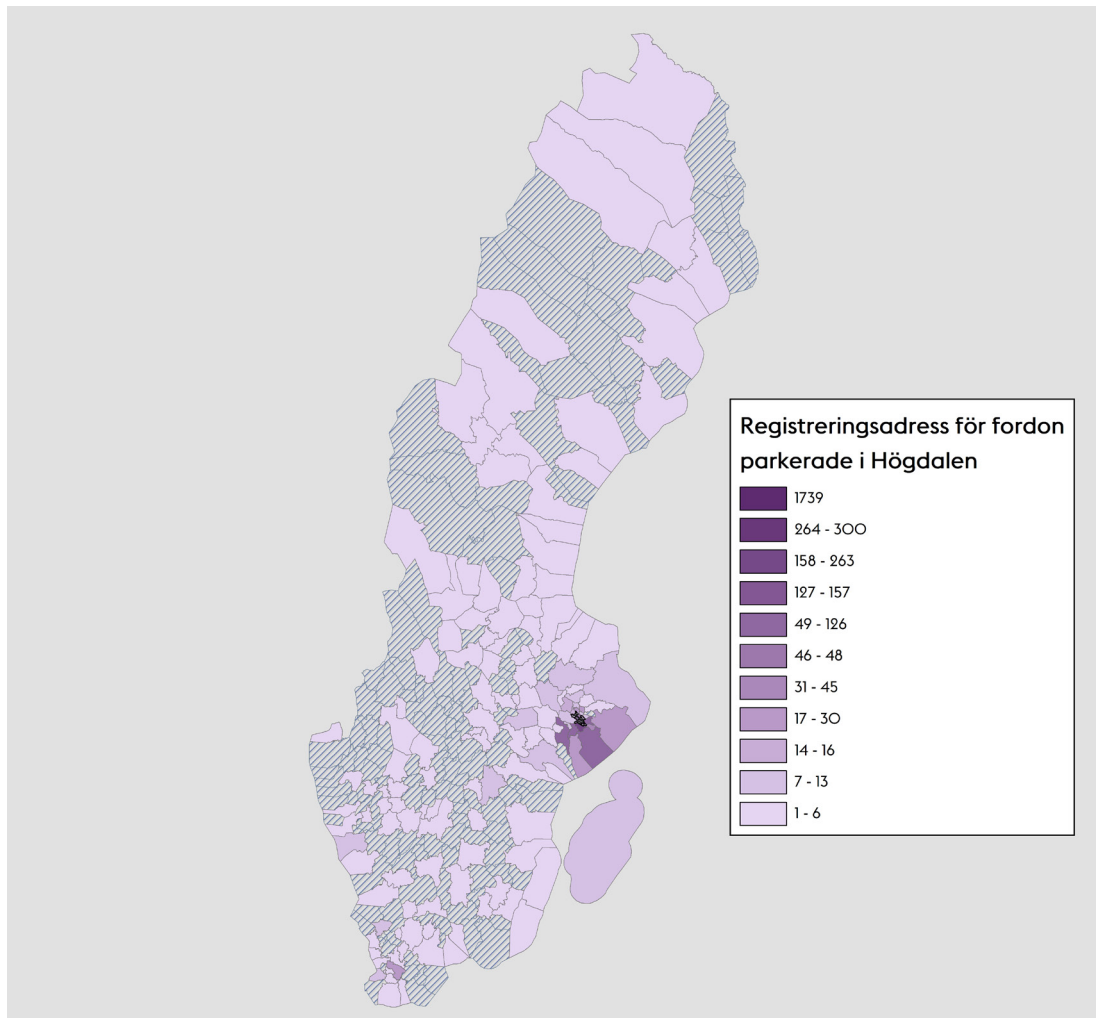 Registreringsadress för fordon
parkerade i Högdalen
1739
264 - 300
158 - 263
127 - 157
49 - 126
46 - 48
31 - 45
17 - 30
14 - 16
7 - 13
1 - 6